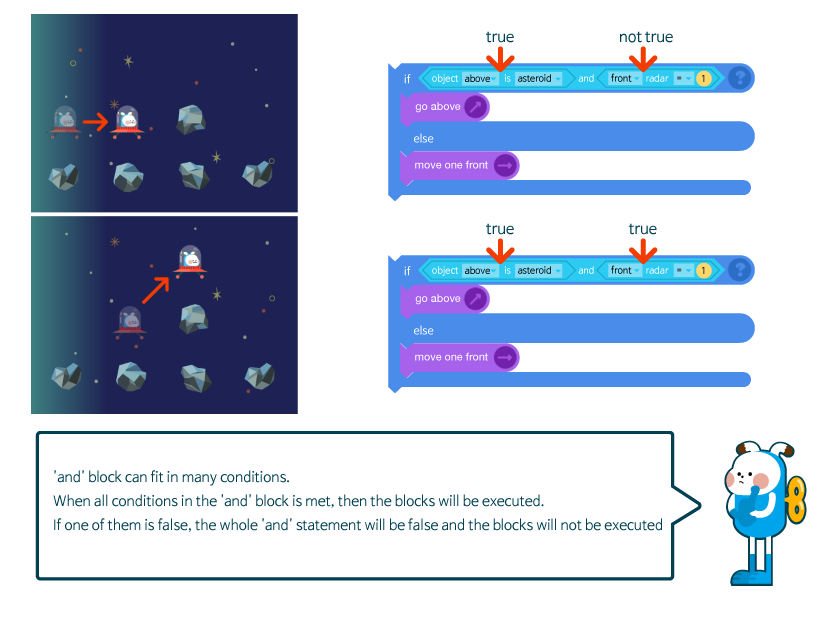 true not true
if object above is asteroid and front radar = 1 ?
go above
else
move one front
true true
if object above is asteroid and front radar = 1 ?
go above
else
move one front
'and' block can fit in many conditions.
When all conditions in the 'and' block is met, then the blocks will be executed.
If one of them is false, the whole 'and' statement will be false and the blocks will not be executed